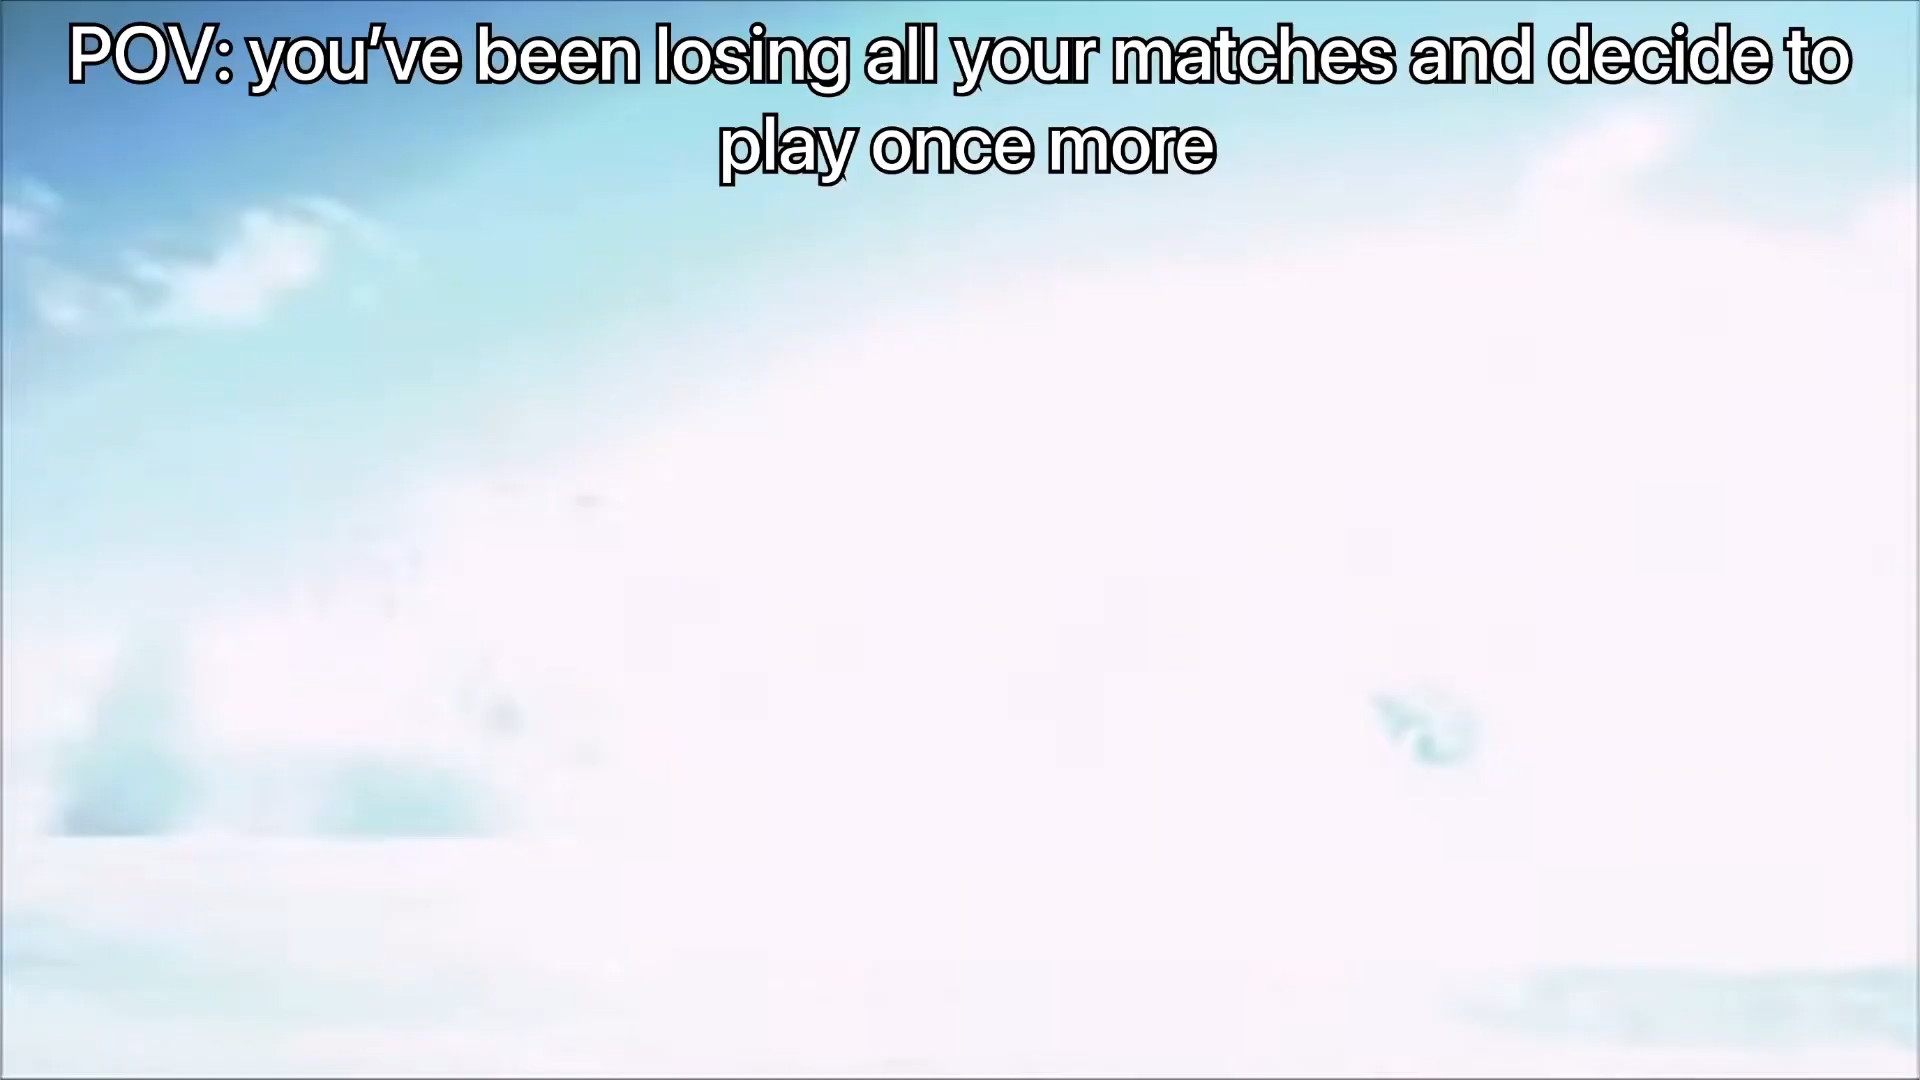 POV: you’ve been losing all your matches and decide to
play once more